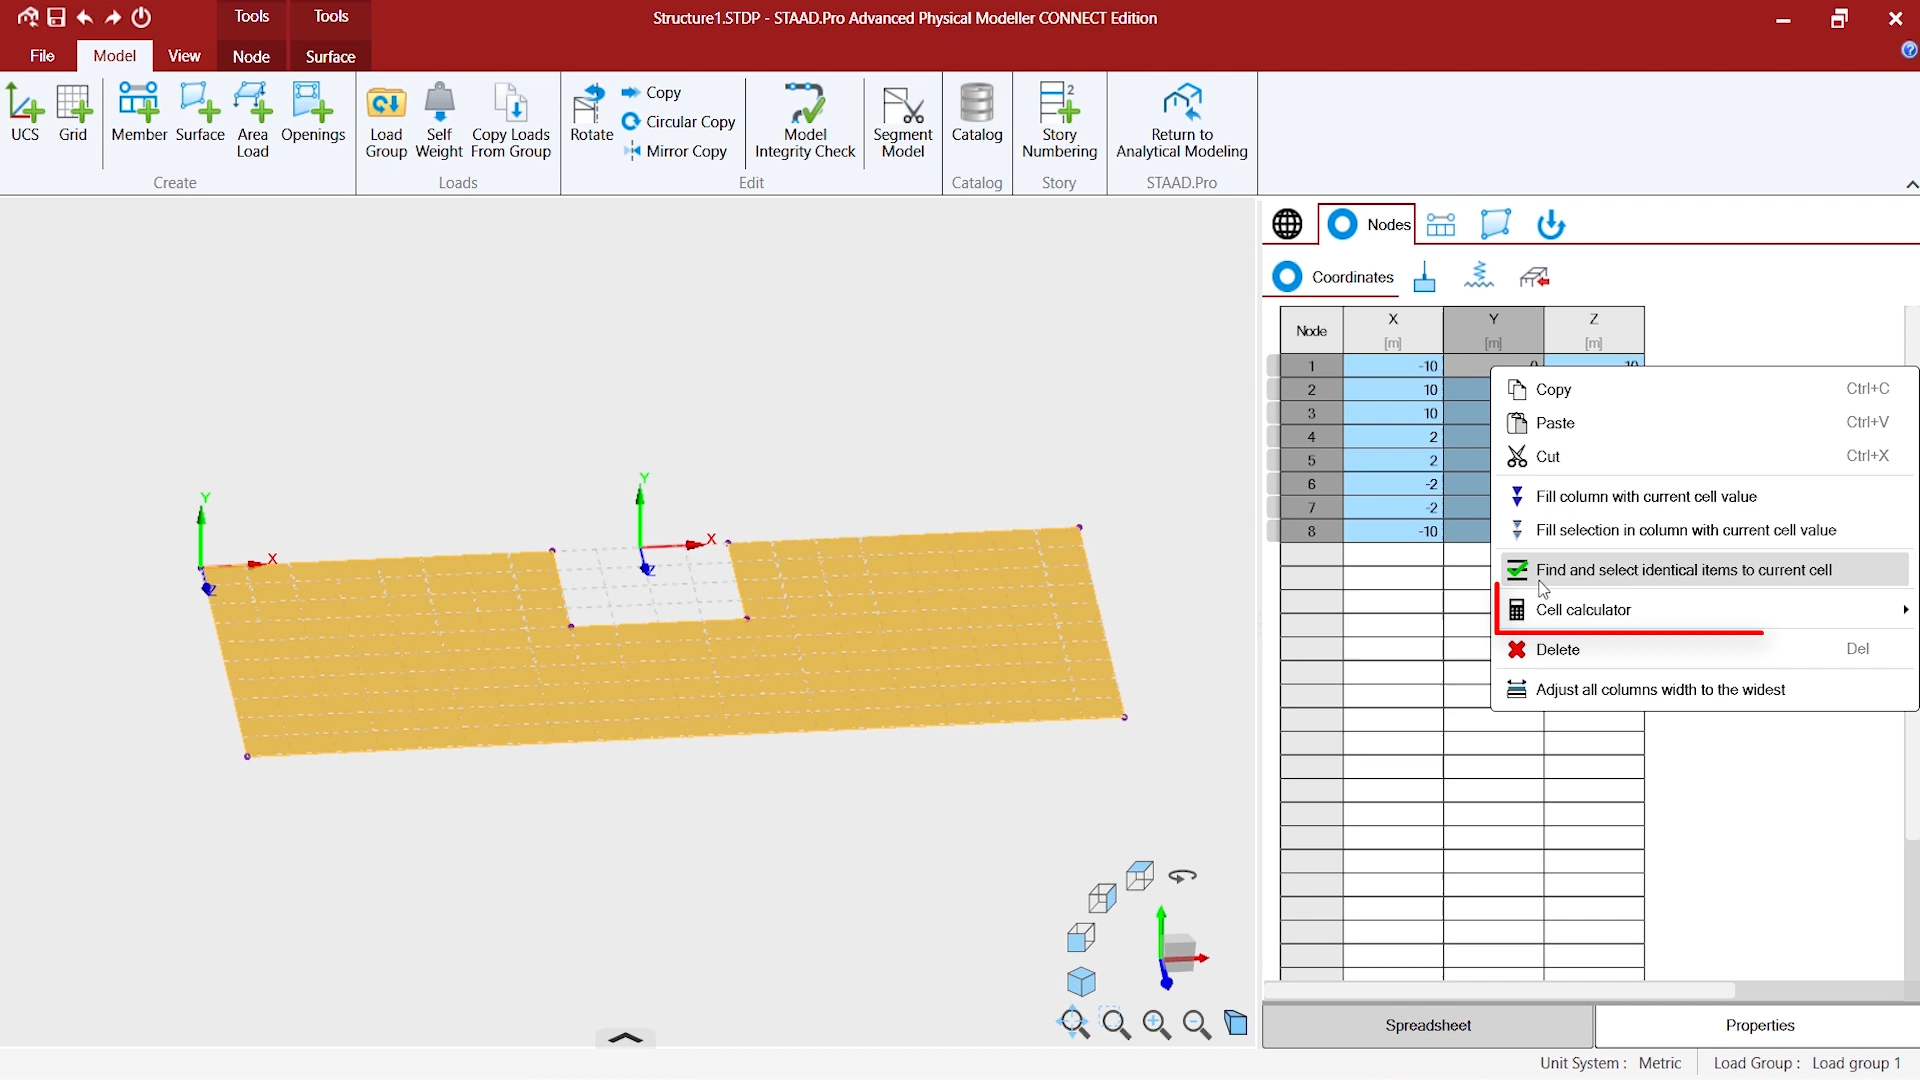 Tools
Tools
Structure1.STDP - STAAD.Pro Advanced Physical Modeller CONNECT Edition
File
Model
View
Node
Surface
?
UCS
Grid
Member
Surface
Area
Load
Openings
Load
Group
Self
Weight
Copy Loads
From Group
Rotate
Copy
Circular Copy
Mirror Copy
Model
Integrity Check
Segment
Model
Catalog
2
Story
Numbering
Return to
Analytical Modeling
Create
Loads
Edit
Catalog
Story
STAAD.Pro
Nodes
Coordinates
Node
X
[m]
Y
[m]
Z
[m]
1 -10 0 10
2 10
3 10
4 2
5 2
6 -2
7 -2
8 -10
Copy Ctrl+C
Paste Ctrl+V
Cut Ctrl+X
Fill column with current cell value
Fill selection in column with current cell value
Find and select identical items to current cell
Cell calculator
Delete Del
Adjust all columns width to the widest
Y
X
Z
Y
X
Z
Spreadsheet
Properties
Unit System : Metric
Load Group : Load group 1